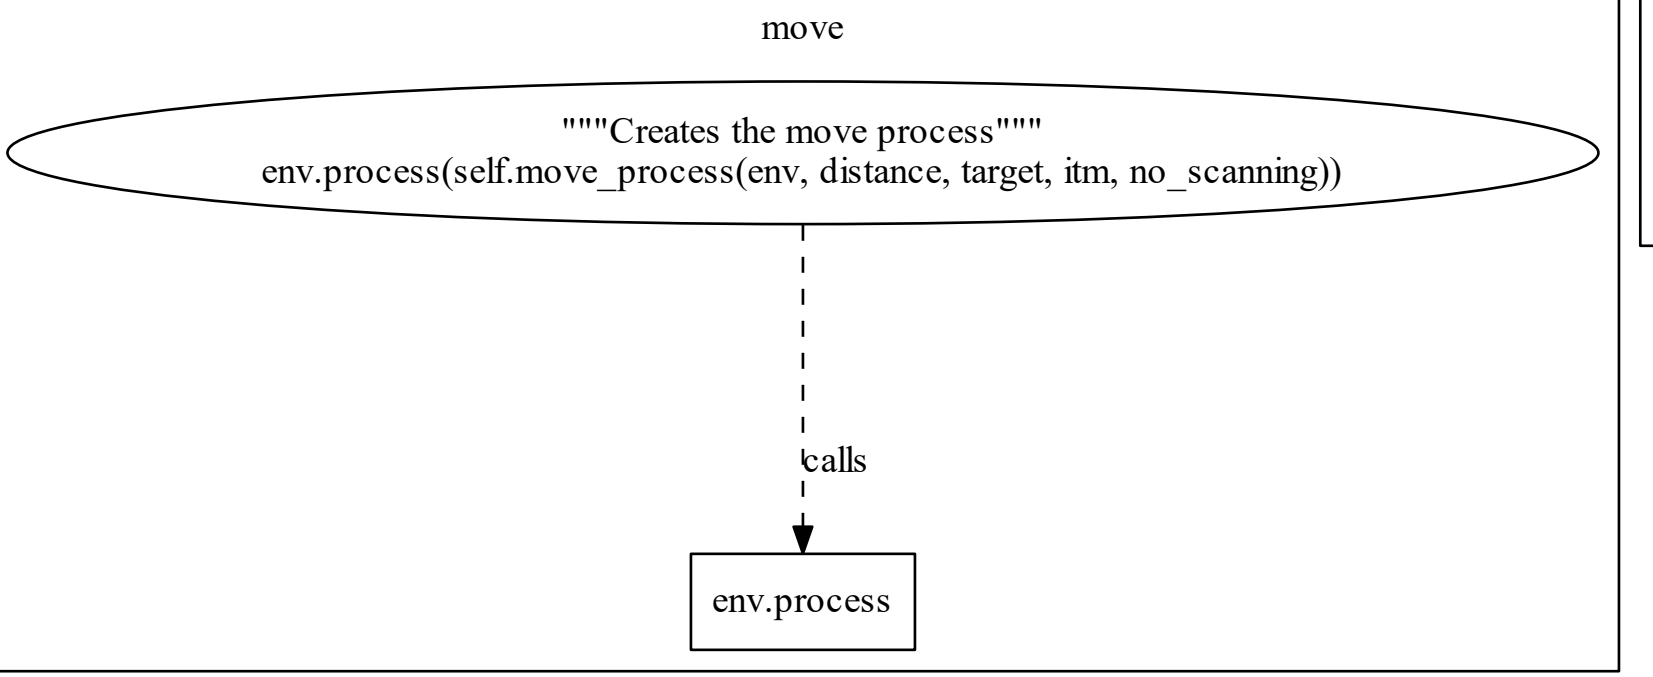 move
"""Creates the move process"""
env.process(self.move_process(env, distance, target, itm, no_scanning))
calls
env.process